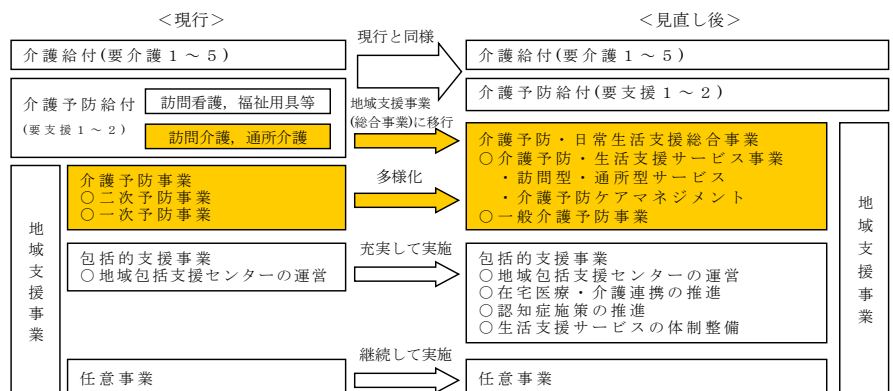 ＜現行＞
介護給付(要介護１～５)
介護予防給付
(要支援１～２)
訪問看護，福祉用具等
訪問介護，通所介護
地域支援事業
介護予防事業
○二次予防事業
○一次予防事業
包括的支援事業
○地域包括支援センターの運営
任意事業
現行と同様
地域支援事業
(総合事業)に移行
多様化
充実して実施
継続して実施
＜見直し後＞
介護給付(要介護１～５)
介護予防給付(要支援１～２)
介護予防・日常生活支援総合事業
○介護予防・生活支援サービス事業
・訪問型・通所型サービス
・介護予防ケアマネジメント
○一般介護予防事業
包括的支援事業
○地域包括支援センターの運営
○在宅医療・介護連携の推進
○認知症施策の推進
○生活支援サービスの体制整備
任意事業
地域支援事業